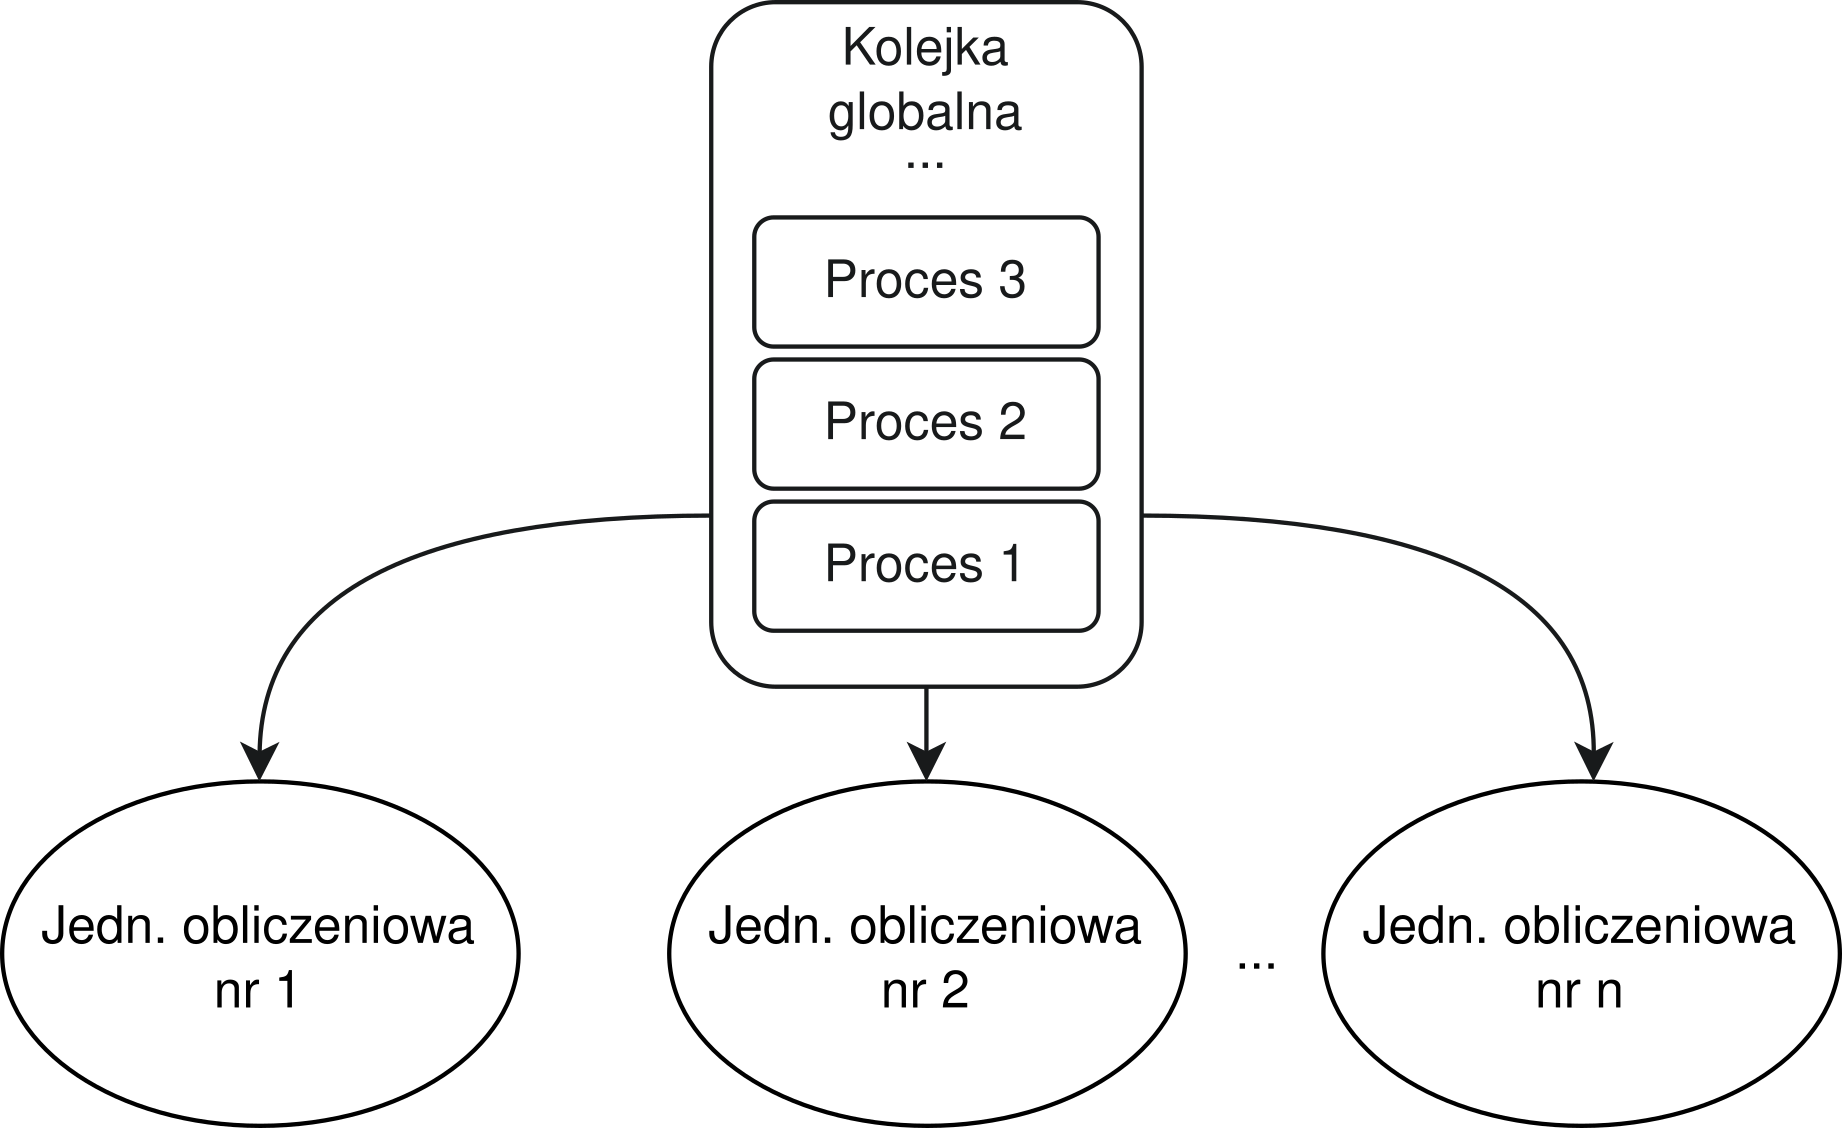 Kolejka
globalna
...
Proces 3
Proces 2
Proces 1
Jedn. obliczeniowa
nr 1
Jedn. obliczeniowa
nr 2
...
Jedn. obliczeniowa
nr n